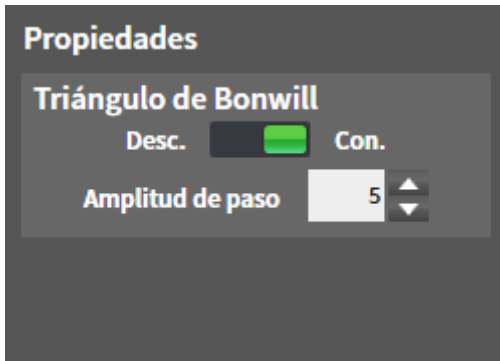 Propiedades
Triángulo de Bonwill
Desc. Con.
Amplitud de paso 5